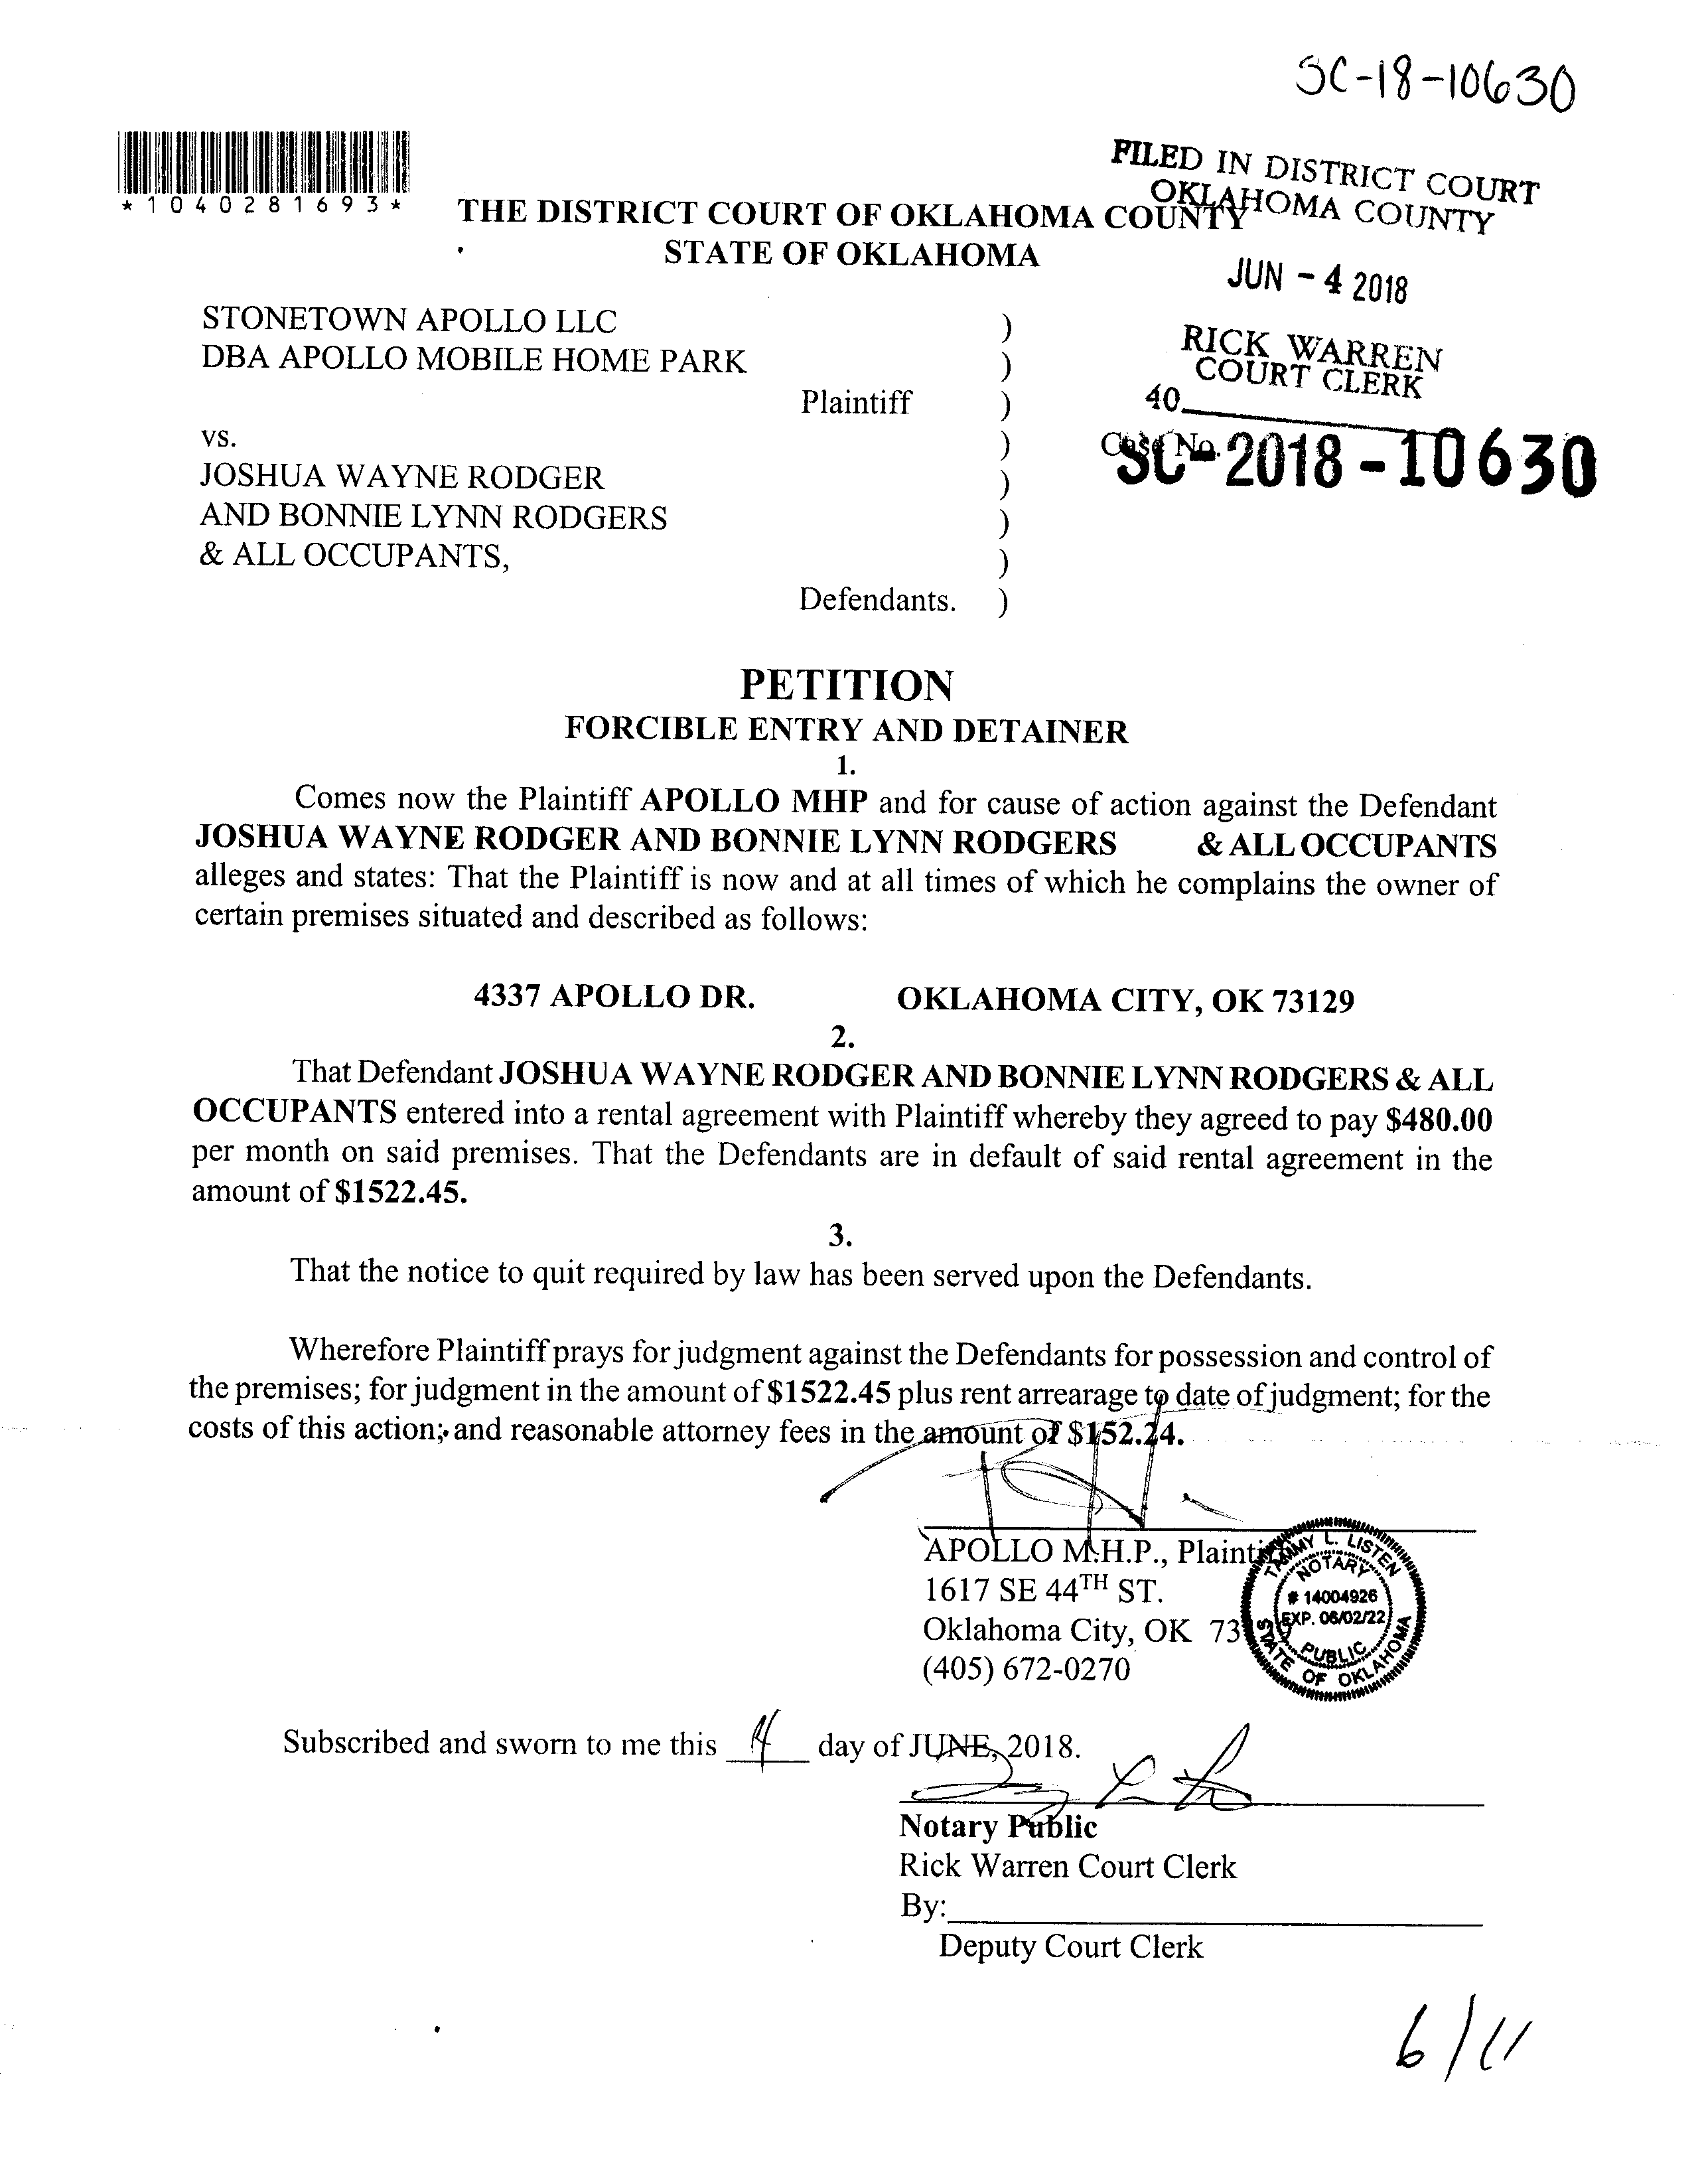 SC-18-10630
*1040281693*
FILED IN DISTRICT COURT
OKLAHOMA COUNTY
THE DISTRICT COURT OF OKLAHOMA COUNTY
STATE OF OKLAHOMA
JUN - 4 2018
STONETOWN APOLLO LLC )
DBA APOLLO MOBILE HOME PARK )
RICK WARREN
COURT CLERK
Plaintiff )
40
vs. )
Case No.
SC-2018-10630
JOSHUA WAYNE RODGER )
AND BONNIE LYNN RODGERS )
& ALL OCCUPANTS, )
Defendants. )
PETITION
FORCIBLE ENTRY AND DETAINER
1.
Comes now the Plaintiff APOLLO MHP and for cause of action against the Defendant
JOSHUA WAYNE RODGER AND BONNIE LYNN RODGERS & ALL OCCUPANTS
alleges and states: That the Plaintiff is now and at all times of which he complains the owner of
certain premises situated and described as follows:
4337 APOLLO DR. OKLAHOMA CITY, OK 73129
2.
That Defendant JOSHUA WAYNE RODGER AND BONNIE LYNN RODGERS & ALL
OCCUPANTS entered into a rental agreement with Plaintiff whereby they agreed to pay $480.00
per month on said premises. That the Defendants are in default of said rental agreement in the
amount of $1522.45.
3.
That the notice to quit required by law has been served upon the Defendants.
Wherefore Plaintiff prays for judgment against the Defendants for possession and control of
the premises; for judgment in the amount of $1522.45 plus rent arrearage to date of judgment; for the
costs of this action; and reasonable attorney fees in the amount of $152.24.
APOLLO M.H.P., Plaintiff
1617 SE 44TH ST.
Oklahoma City, OK 73
(405) 672-0270
TAMMY L. LISTEN
NOTARY
# 14004926
EXP. 06/02/22
PUBLIC
STATE OF OKLAHOMA
Subscribed and sworn to me this 4 day of JUNE, 2018.
Notary Public
Rick Warren Court Clerk
By:
Deputy Court Clerk
6/11